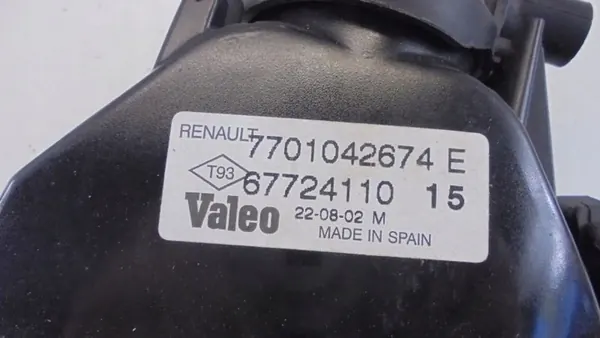 RENAULT 7701042674 E
T93 67724110 15
Valeo 22-08-02 M
MADE IN SPAIN